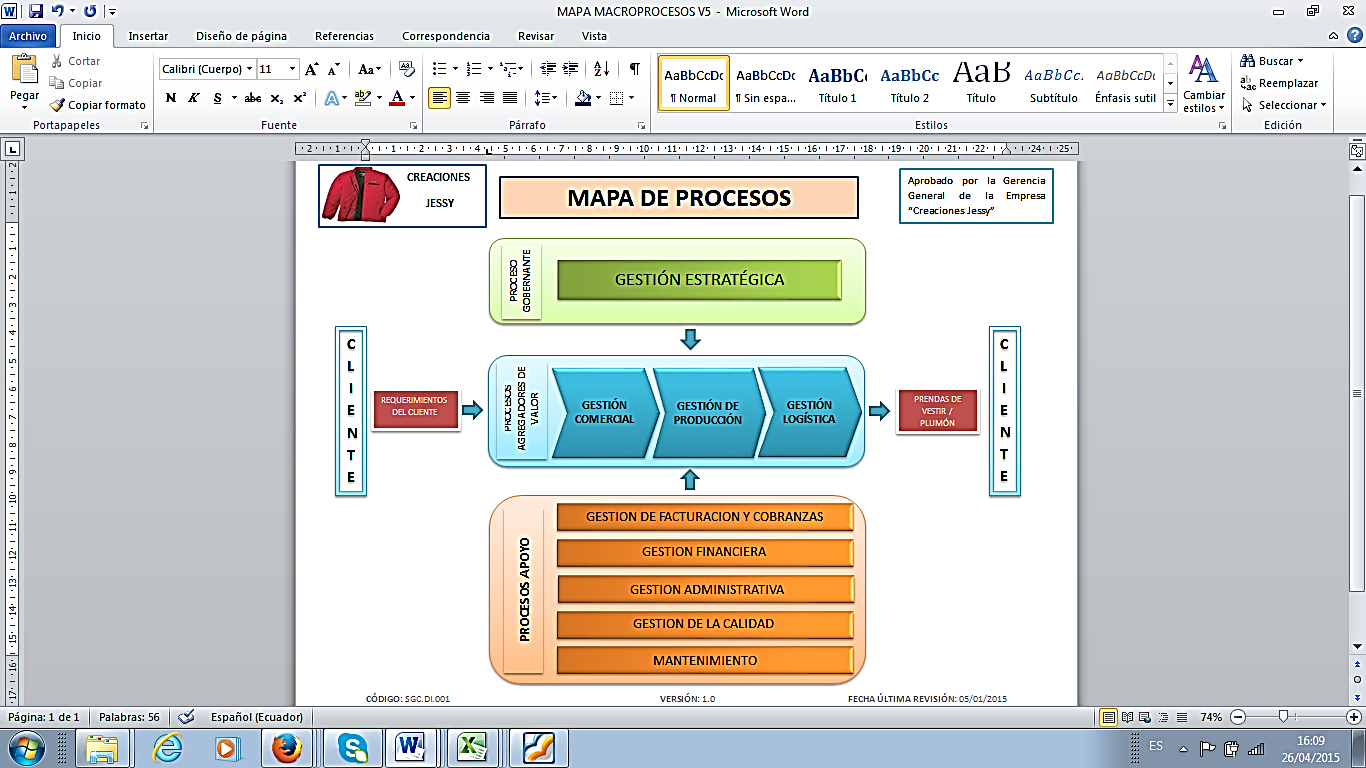 MAPA MACROPROCESOS V5 - Microsoft Word
Archivo Inicio Insertar Diseño de página Referencias Correspondencia Revisar Vista
Pegar
Cortar
Copiar
Copiar formato
Portapapeles
Calibri (Cuerpo) 11
N K S abc x₂ x²
Fuente
Párrafo
AaBbCcDc
¶ Normal
AaBbCcDc
¶ Sin espa...
AaBbC
Título 1
AaBbCc
Título 2
AaB
Título
AaBbCc.
Subtítulo
AaBbCcDc
Énfasis sutil
Cambiar
estilos
Estilos
Buscar
Reemplazar
Seleccionar
Edición
CREACIONES
JESSY
MAPA DE PROCESOS
Aprobado por la Gerencia
General de la Empresa
“Creaciones Jessy”
PROCESO
GOBERNANTE
GESTIÓN ESTRATÉGICA
CLIENTE
REQUERIMIENTOS
DEL CLIENTE
PROCESOS
AGREGADORES DE
VALOR
GESTIÓN
COMERCIAL
GESTIÓN DE
PRODUCCIÓN
GESTIÓN
LOGÍSTICA
PRENDAS DE
VESTIR /
PLUMÓN
CLIENTE
PROCESOS APOYO
GESTION DE FACTURACION Y COBRANZAS
GESTION FINANCIERA
GESTION ADMINISTRATIVA
GESTION DE LA CALIDAD
MANTENIMIENTO
CÓDIGO: SGC.DI.001 VERSIÓN: 1.0 FECHA ÚLTIMA REVISIÓN: 05/01/2015
Página: 1 de 1 Palabras: 56 Español (Ecuador) 74%
ES
16:09
26/04/2015